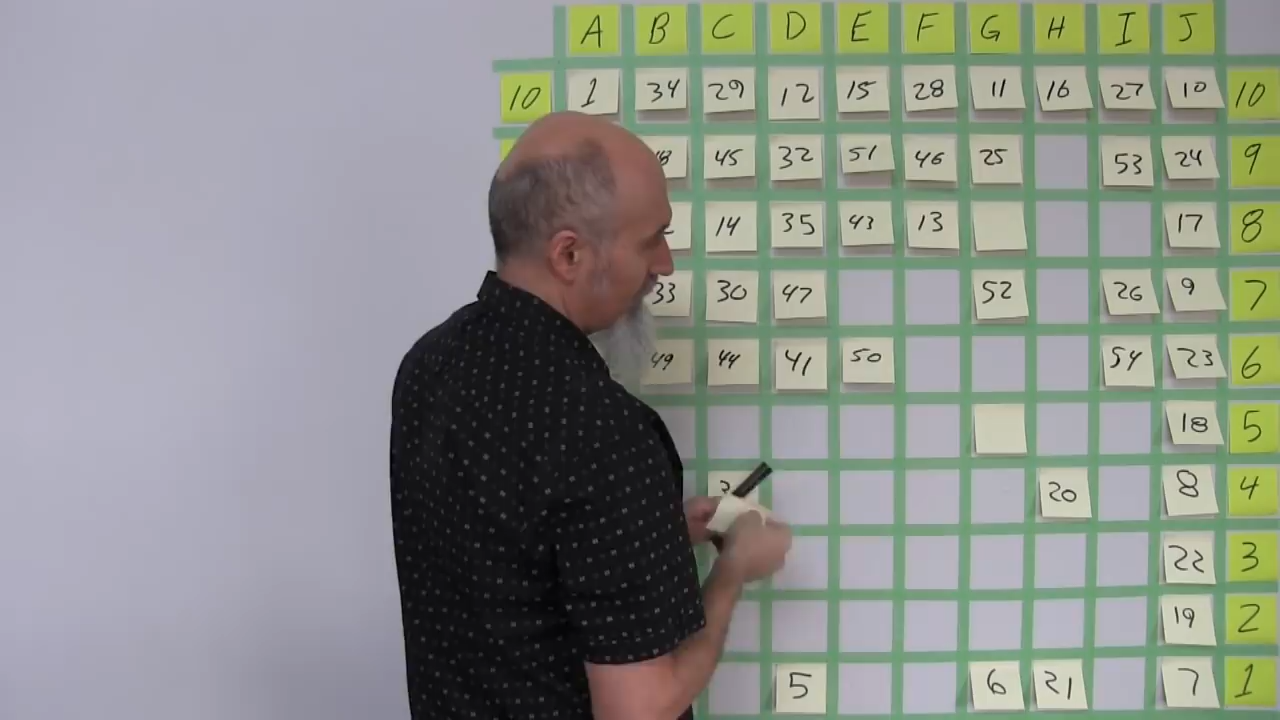 A B C D E F G H I J
10 1 34 29 12 15 28 11 16 27 10 10
45 32 51 46 25 53 24 9
14 35 43 13 17 8
33 30 47 52 26 9 7
49 44 41 50 54 23 6
18 5
20 8 4
22 3
19 2
5 6 21 7 1